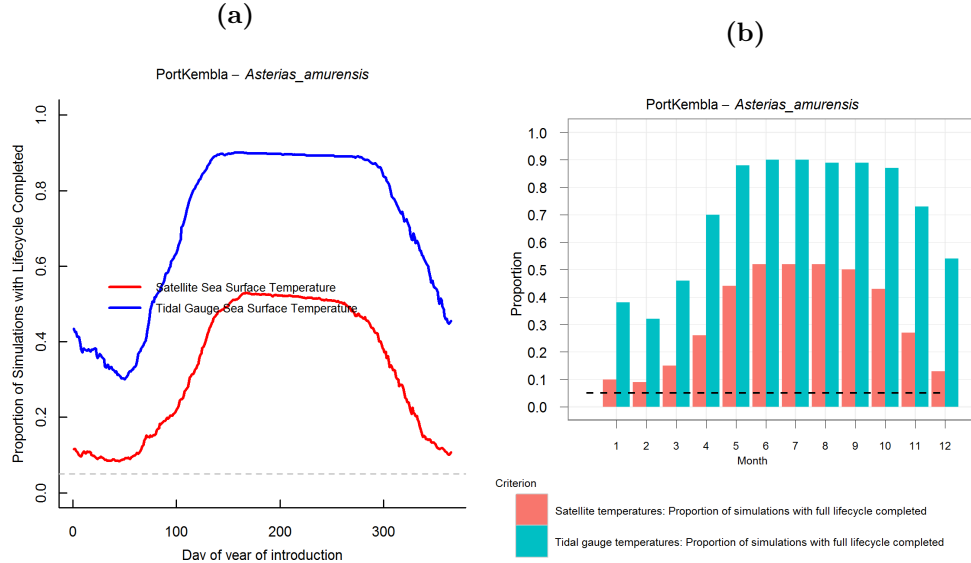 (a)
PortKembla – Asterias_amurensis
Proportion of Simulations with Lifecycle Completed
1.0
0.8
0.6
0.4
0.2
0.0
Satellite Sea Surface Temperature
Tidal Gauge Sea Surface Temperature
0
100
200
300
Day of year of introduction
(b)
PortKembla – Asterias_amurensis
Proportion
1.0
0.9
0.8
0.7
0.6
0.5
0.4
0.3
0.2
0.1
0.0
1 2 3 4 5 6 7 8 9 10 11 12
Month
Criterion
Satellite temperatures: Proportion of simulations with full lifecycle completed
Tidal gauge temperatures: Proportion of simulations with full lifecycle completed